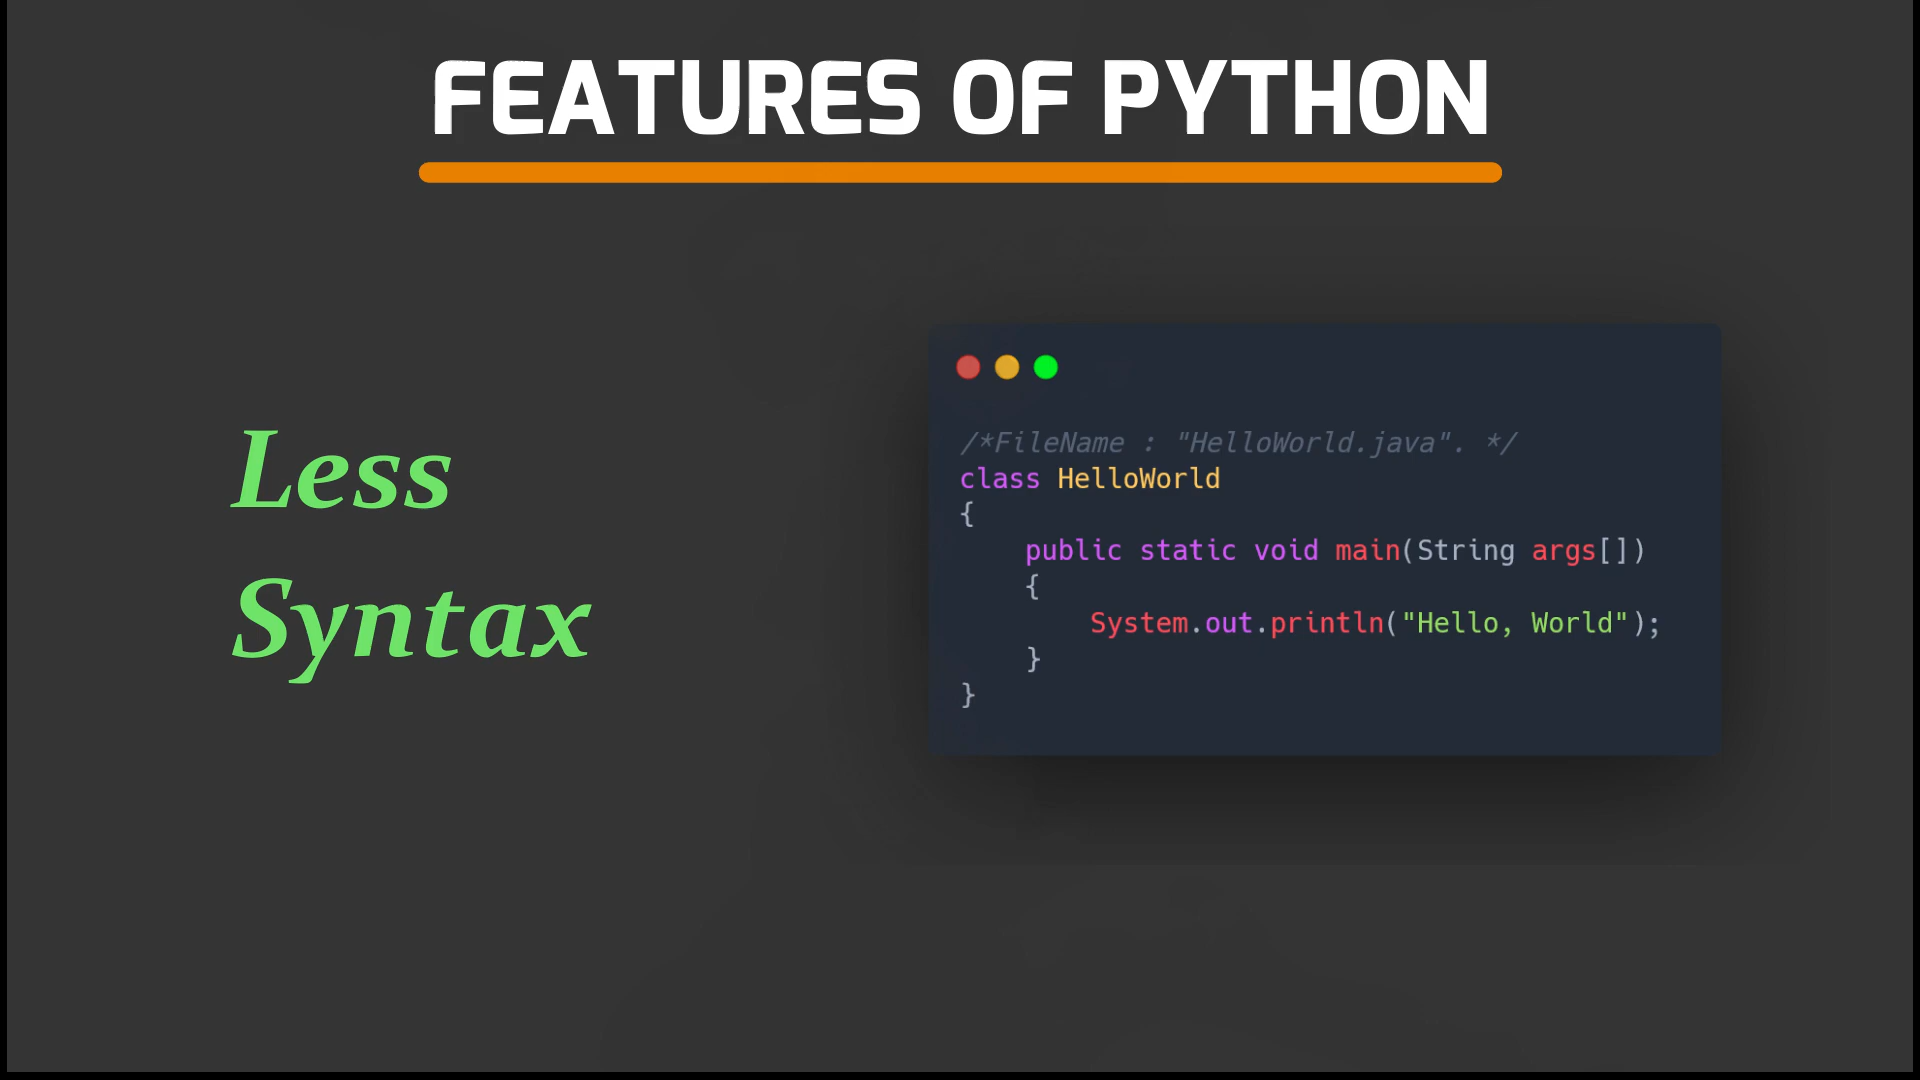 FEATURES OF PYTHON
Less
Syntax
/*FileName : "HelloWorld.java". */
class HelloWorld
{
    public static void main(String args[])
    {
        System.out.println("Hello, World");
    }
}